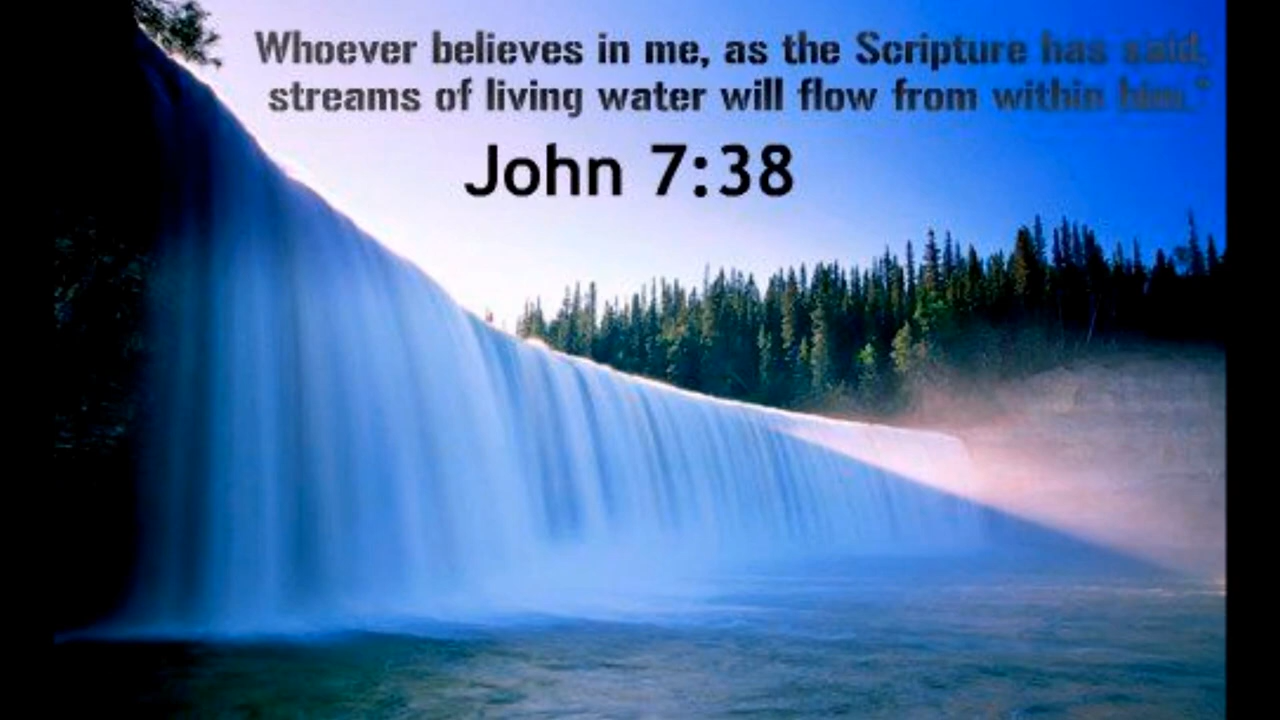 Whoever believes in me, as the Scripture has said,
streams of living water will flow from within him."
John 7:38